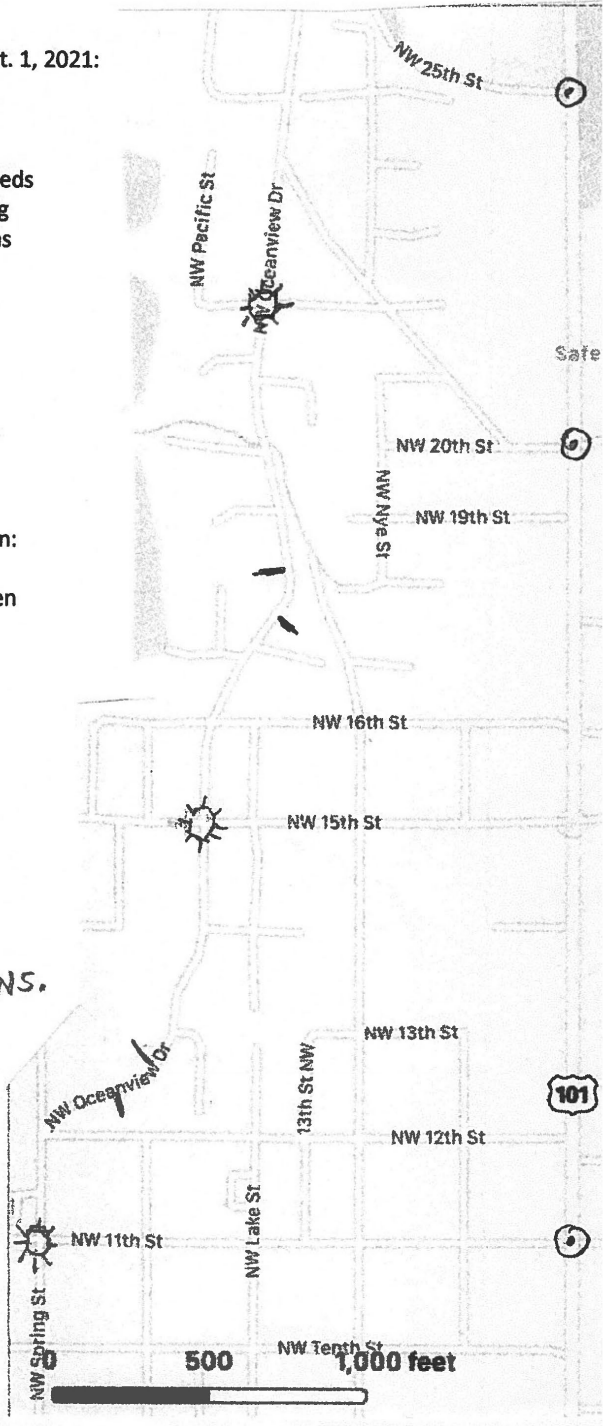 t. 1, 2021:
NW 25th St
eds
g
ns
NW Pacific St
NW Oceanview Dr
Safe
NW 20th St
NW Nye St
NW 19th St
n:
en
NW 16th St
NW 15th St
NS.
NW 13th St
NW Oceanview Dr
13th St NW
101
NW 12th St
NW Lake St
NW 11th St
NW Spring St
NW Tenth St
0 500 1,000 feet